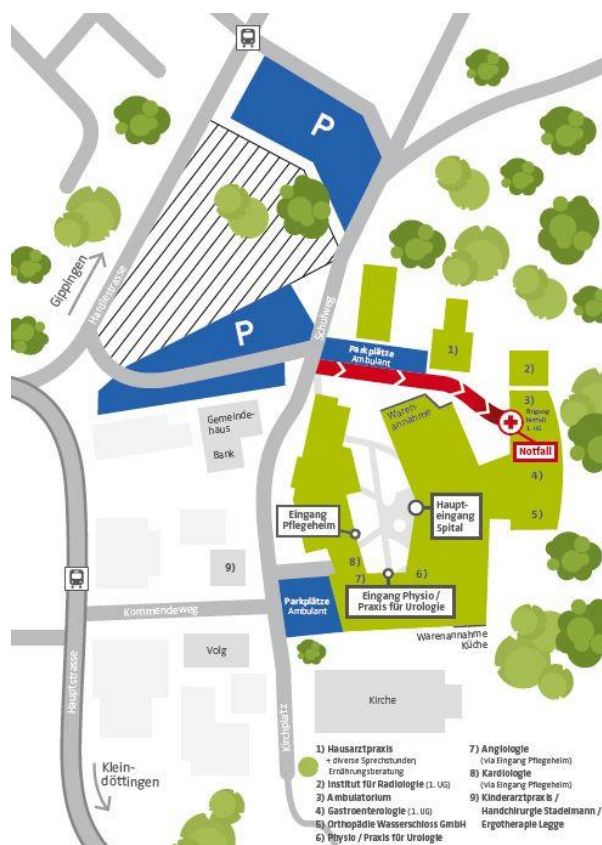 P
Gippingen
Hardlestrasse
P
Schulweg
Parkplätze
Ambulant
1)
2)
3)
Eingang
Notfall
1. UG
Waren-
annahme
Gemeinde-
haus
Bank
Notfall
4)
5)
Haupt-
eingang
Spital
Eingang
Pflegeheim
8)
7)
6)
9)
Eingang Physio /
Praxis für Urologie
Parkplätze
Ambulant
Kommendeweg
Warenannahme
Küche
Volg
Hauptstrasse
Kirchplatz
Kirche
Klein-
döttingen
1) Hausarztpraxis
+ diverse Sprechstunden,
Ernährungsberatung
2) Institut für Radiologie (1. UG)
3) Ambulatorium
4) Gastroenterologie (1. UG)
5) Orthopädie Wasserschloss GmbH
6) Physio / Praxis für Urologie
7) Angiologie
(via Eingang Pflegeheim)
8) Kardiologie
(via Eingang Pflegeheim)
9) Kinderarztpraxis /
Handchirurgie Stadelmann /
Ergotherapie Legge